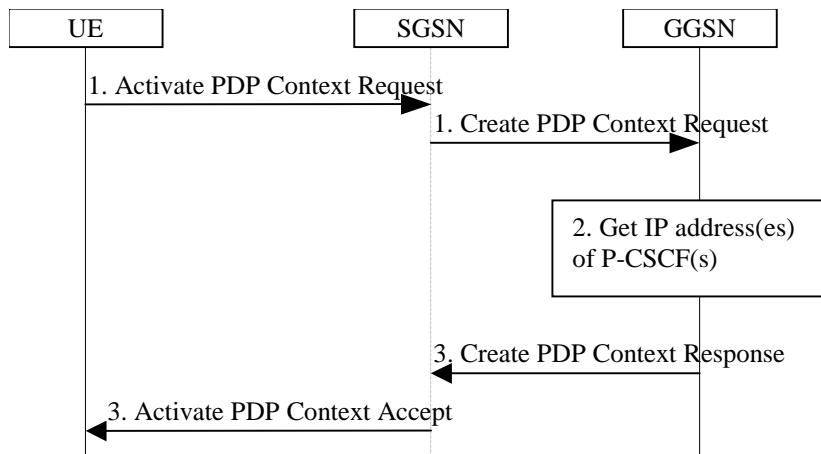 UE
SGSN
GGSN
1. Activate PDP Context Request
1. Create PDP Context Request
2. Get IP address(es)
of P-CSCF(s)
3. Create PDP Context Response
3. Activate PDP Context Accept